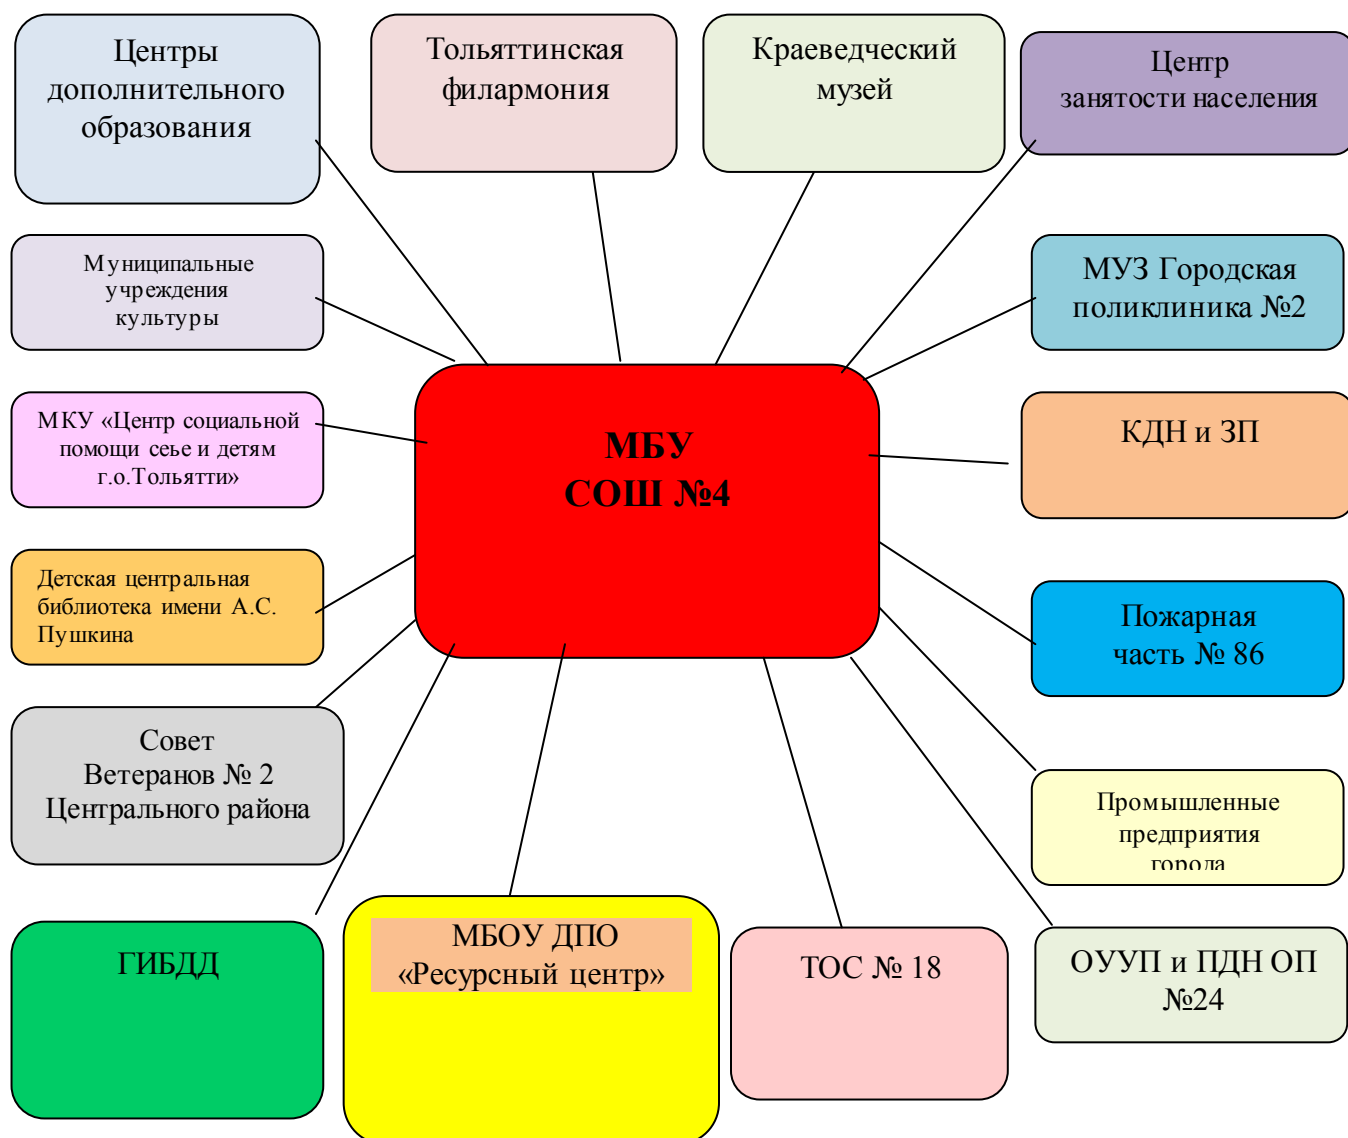 Центры
дополнительного
образования
Тольяттинская
филармония
Краеведческий
музей
Центр
занятости населения
Муниципальные
учреждения
культуры
МУЗ Городская
поликлиника №2
МКУ «Центр социальной
помощи сеье и детям
г.о.Тольятти»
МБУ
СОШ №4
КДН и ЗП
Детская центральная
библиотека имени А.С.
Пушкина
Пожарная
часть № 86
Совет
Ветеранов № 2
Центрального района
Промышленные
предприятия
города
ГИБДД
МБОУ ДПО
«Ресурсный центр»
ТОС № 18
ОУУП и ПДН ОП
№24